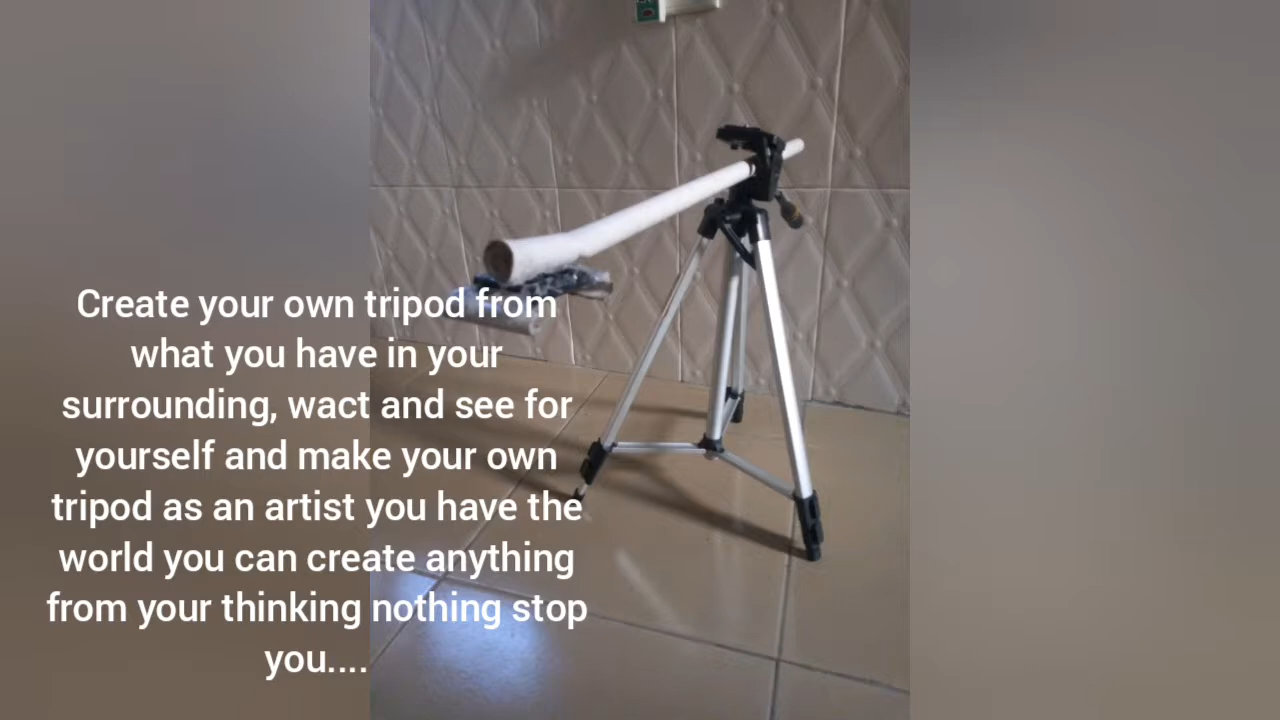 Create your own tripod from
what you have in your
surrounding, wact and see for
yourself and make your own
tripod as an artist you have the
world you can create anything
from your thinking nothing stop
you....